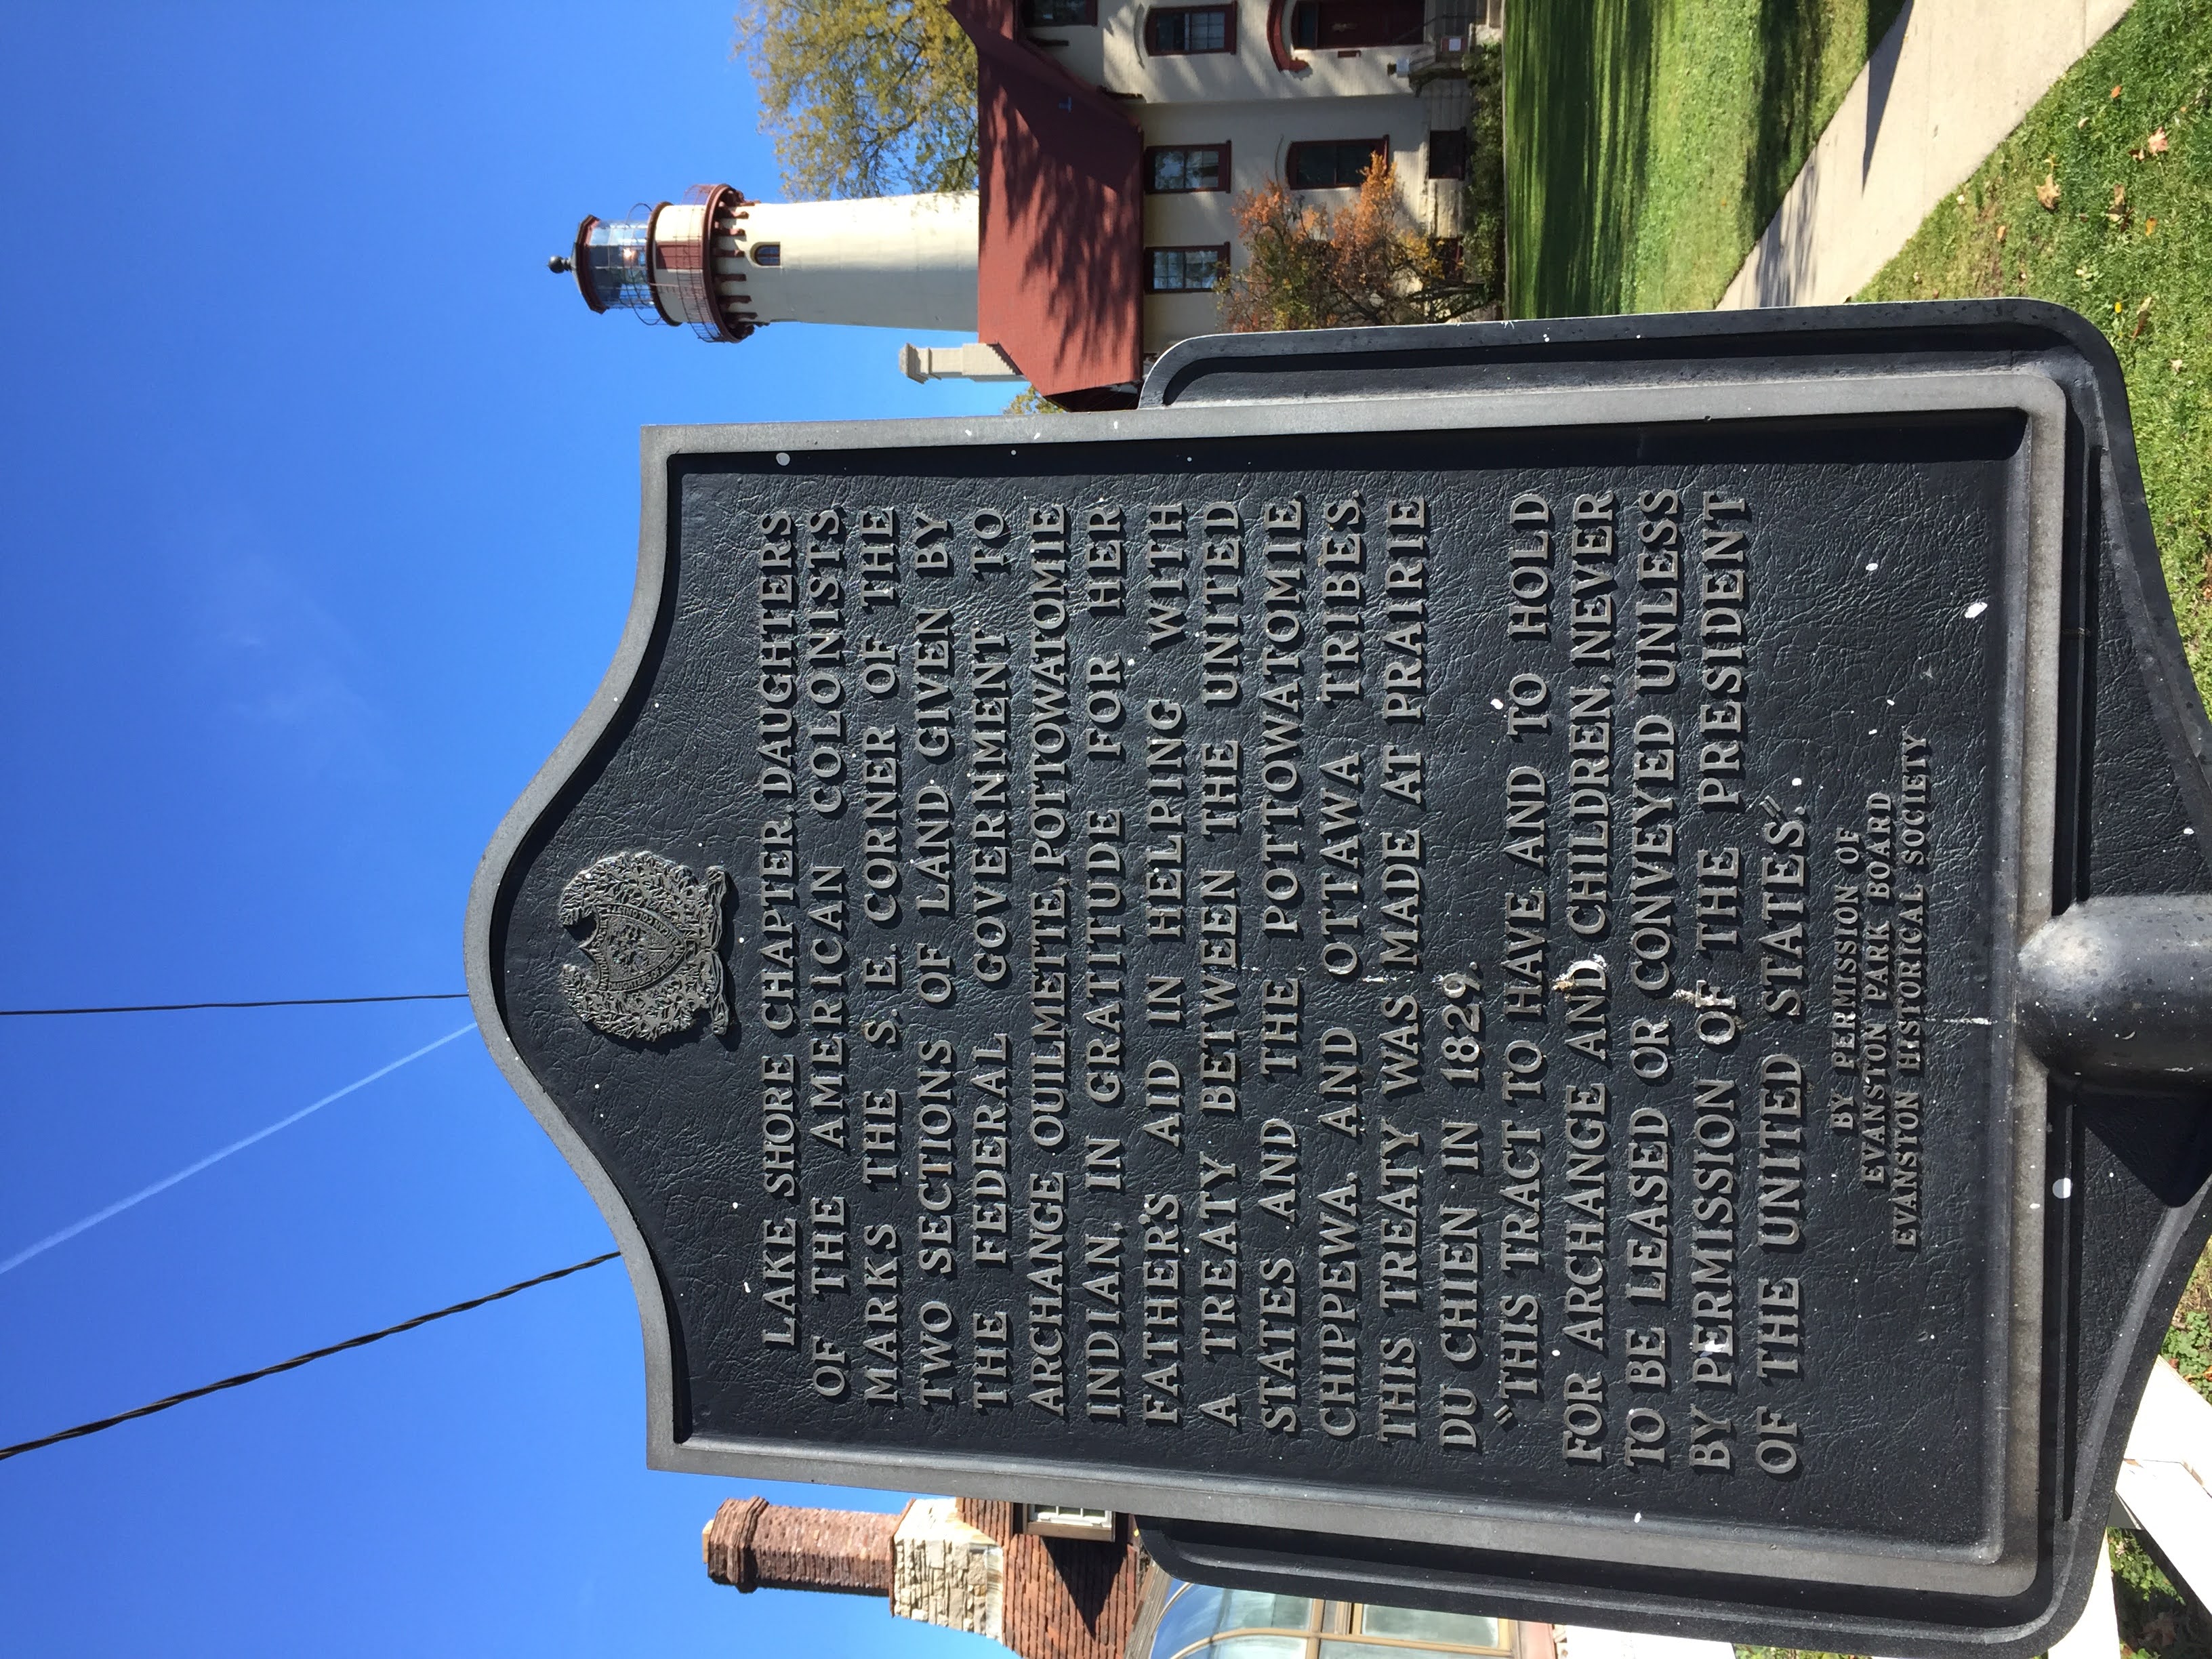 LAKE SHORE CHAPTER, DAUGHTERS
OF THE AMERICAN COLONISTS
MARKS THE S. E. CORNER OF THE
TWO SECTIONS OF LAND GIVEN BY
THE FEDERAL GOVERNMENT TO
ARCHANGE OUILMETTE, POTTOWATOMIE
INDIAN, IN GRATITUDE FOR HER
FATHER'S AID IN HELPING WITH
A TREATY BETWEEN THE UNITED
STATES AND THE POTTOWATOMIE,
CHIPPEWA, AND OTTAWA TRIBES.
THIS TREATY WAS MADE AT PRAIRIE
DU CHIEN IN 1829.
"THIS TRACT TO HAVE AND TO HOLD
FOR ARCHANGE AND CHILDREN, NEVER
TO BE LEASED OR CONVEYED UNLESS
BY PERMISSION OF THE PRESIDENT
OF THE UNITED STATES."
BY PERMISSION OF
EVANSTON PARK BOARD
EVANSTON HISTORICAL SOCIETY